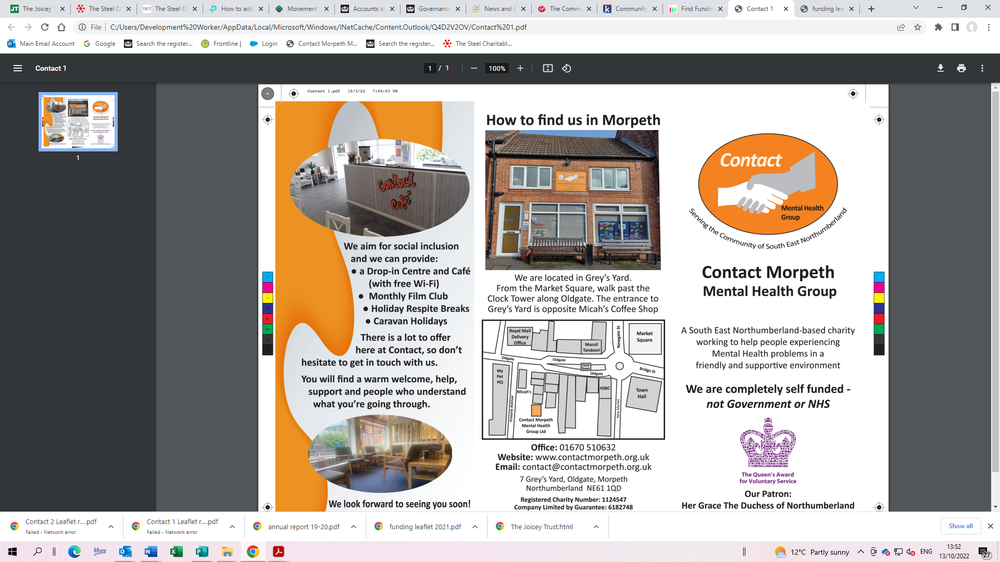 The Joicey T
The Steel Ch
The Steel Ch
How to add
Movement
Accounts an
Governance
News and C
The Commu
Community
Find Fundin
Contact 1
funding lea
File
C:/Users/Development%20Worker/AppData/Local/Microsoft/Windows/INetCache/Content.Outlook/Q4D2V2OV/Contact%201.pdf
Main Email Account
Google
Search the register...
Frontline |
Login
Contact Morpeth M...
Search the register...
The Steel Charitabl...
Contact 1
1 / 1
100%
1
Contact 1.pdf 10/3/22 7:49:03 PM
contact
café
We aim for social inclusion
and we can provide:
● a Drop-in Centre and Café
(with free Wi-Fi)
● Monthly Film Club
● Holiday Respite Breaks
● Caravan Holidays
There is a lot to offer
here at Contact, so don't
hesitate to get in touch with us.
You will find a warm welcome, help,
support and people who understand
what you're going through.
We look forward to seeing you soon!
How to find us in Morpeth
We are located in Grey's Yard.
From the Market Square, walk past the
Clock Tower along Oldgate. The entrance to
Grey's Yard is opposite Micah's Coffee Shop
Royal Mail
Delivery
Office
Manzil
Tandoori
Newgate St
Market
Square
Oldgate
Oldgate
Clock
Tower
Oldgate
Bridge St
My
Pet
HQ
Micah's
HSBC
Town
Hall
Pretoria Avenue
New Market
Contact Morpeth
Mental Health
Group Ltd
Office: 01670 510632
Website: www.contactmorpeth.org.uk
Email: contact@contactmorpeth.org.uk
7 Grey's Yard, Oldgate, Morpeth
Northumberland NE61 1QD
Registered Charity Number: 1124547
Company Limited by Guarantee: 6182748
Contact
Mental Health
Group
Serving the Community of South East Northumberland
Contact Morpeth
Mental Health Group
A South East Northumberland-based charity
working to help people experiencing
Mental Health problems in a
friendly and supportive environment
We are completely self funded -
not Government or NHS
The Queen's Award
for Voluntary Service
Our Patron:
Her Grace The Duchess of Northumberland
Contact 2 Leaflet r....pdf
Failed - Network error
Contact 1 Leaflet r....pdf
Failed - Network error
annual report 19-20.pdf
funding leaflet 2021.pdf
The Joicey Trust.html
Show all
12°C Partly sunny
ENG
13:52
13/10/2022
27